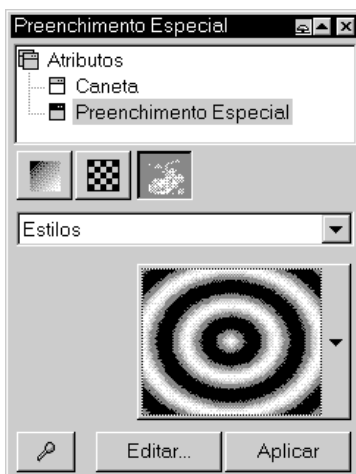 Preenchimento Especial
Atributos
Caneta
Preenchimento Especial
Estilos
Editar...
Aplicar